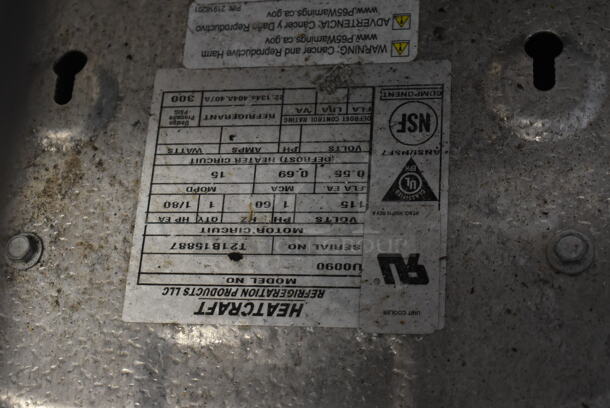 HEATCRAFT
REFRIGERATION PRODUCTS LLC
MODEL NO.
U0090
SERIAL NO.
T21B15887
MOTOR CIRCUIT
VOLTS PH HZ QTY. HP EA
115 1 60 1 1/80
FLA EA MCA MOPD
0.55 0.69 15
(DEFROST) HEATER CIRCUIT
VOLTS PH AMPS WATTS
DEFROST CONTROL RATING
FLA LRA VA
REFRIGERANT
Design Pressure PSIG
300
UNIT COOLER
CLASSIFIED
UL
EPH
ANSI/NSF7
NSF
COMPONENT
WARNING: Cancer and Reproductive Harm
www.P65Warnings.ca.gov
ADVERTENCIA: Cáncer y Daño Reproductivo
www.P65Warnings.ca.gov